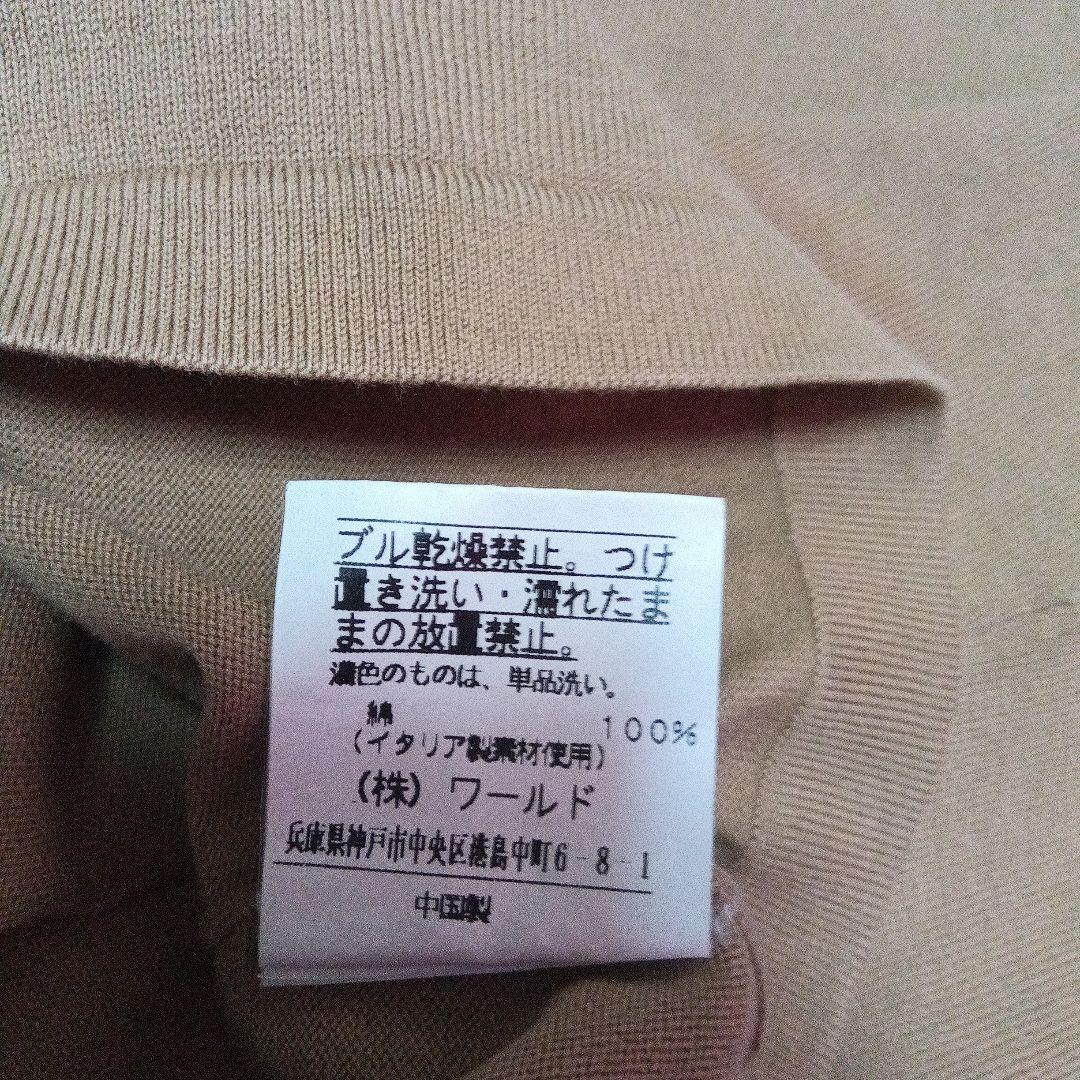 ブル乾燥禁止。つけ
置き洗い・濡れたま
まの放置禁止。
濃色のものは、単品洗い。
綿 100%
(イタリア製素材使用)
(株)ワールド
兵庫県神戸市中央区港島中町6-8-1
中国製